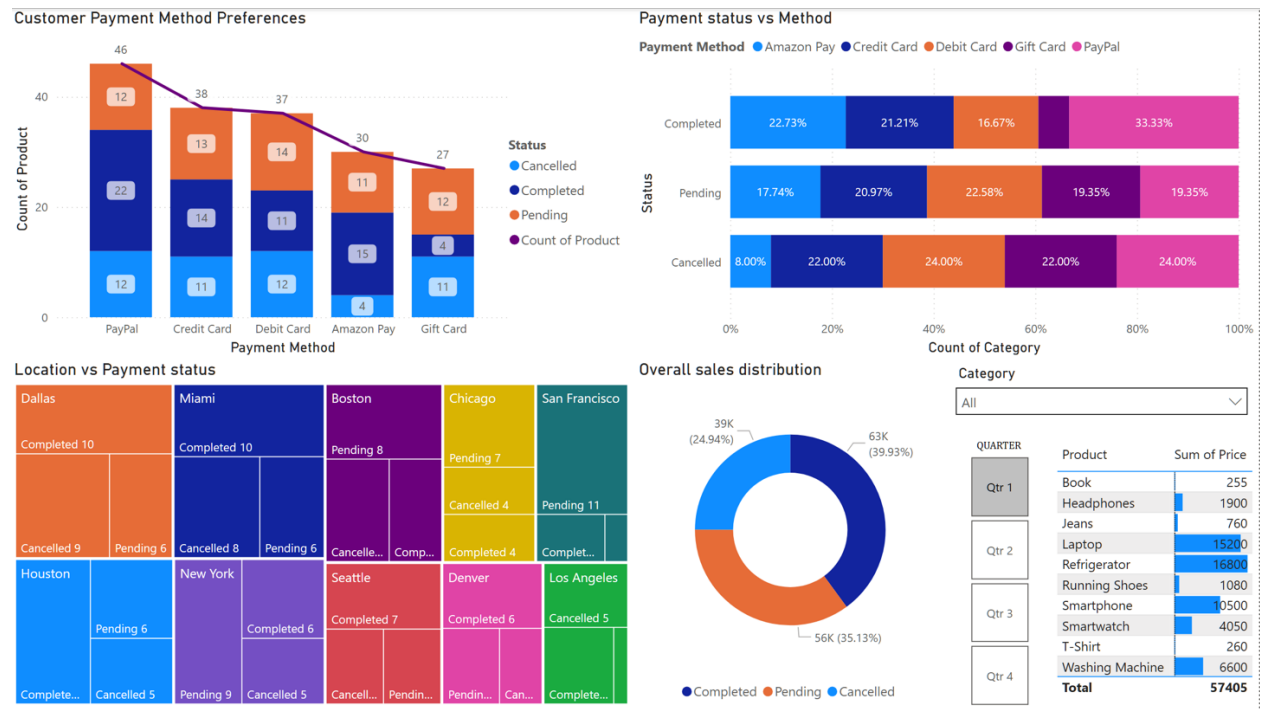 Customer Payment Method Preferences
46
38
37
30
27
40
20
0
Count of Product
12
22
12
13
14
11
14
11
12
11
15
4
12
4
11
PayPal
Credit Card
Debit Card
Amazon Pay
Gift Card
Payment Method
Status
Cancelled
Completed
Pending
Count of Product
Payment status vs Method
Payment Method Amazon Pay Credit Card Debit Card Gift Card PayPal
Status
Completed 22.73% 21.21% 16.67% 33.33%
Pending 17.74% 20.97% 22.58% 19.35% 19.35%
Cancelled 8.00% 22.00% 24.00% 22.00% 24.00%
0% 20% 40% 60% 80% 100%
Count of Category
Location vs Payment status
Dallas
Completed 10
Cancelled 9
Pending 6
Miami
Completed 10
Cancelled 8
Pending 6
Boston
Pending 8
Cancelle...
Comp...
Chicago
Pending 7
Cancelled 4
Completed 4
San Francisco
Pending 11
Complet...
Houston
Complete...
Pending 6
Cancelled 5
New York
Pending 9
Completed 6
Cancelled 5
Seattle
Completed 7
Cancell...
Pendin...
Denver
Completed 6
Pendin...
Can...
Los Angeles
Cancelled 5
Complete...
Overall sales distribution
39K
(24.94%)
63K
(39.93%)
56K (35.13%)
Completed Pending Cancelled
Category
All
QUARTER
Qtr 1
Qtr 2
Qtr 3
Qtr 4
Product Sum of Price
Book 255
Headphones 1900
Jeans 760
Laptop 15200
Refrigerator 16800
Running Shoes 1080
Smartphone 10500
Smartwatch 4050
T-Shirt 260
Washing Machine 6600
Total 57405